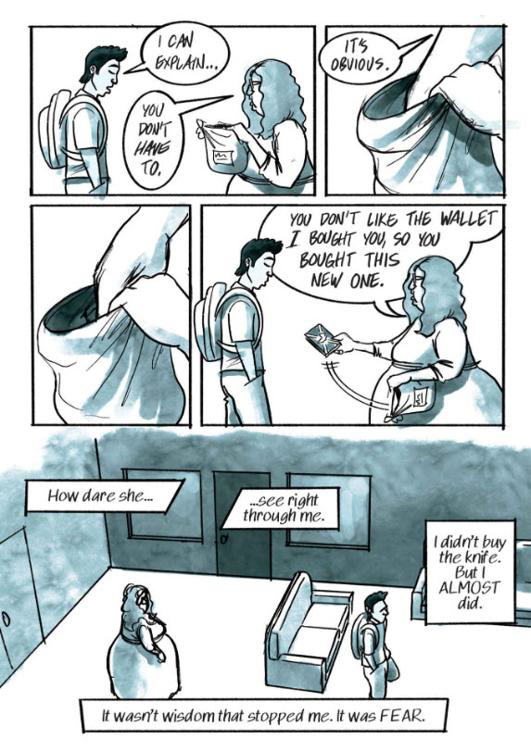 I CAN
EXPLAIN...
YOU
DON'T
HAVE
TO.
IT'S
OBVIOUS.
YOU DON'T LIKE THE WALLET
I BOUGHT YOU, SO YOU
BOUGHT THIS
NEW ONE.
How dare she...
...see right
through me.
I didn't buy
the knife.
But I
ALMOST
did.
It wasn't wisdom that stopped me. It was FEAR.